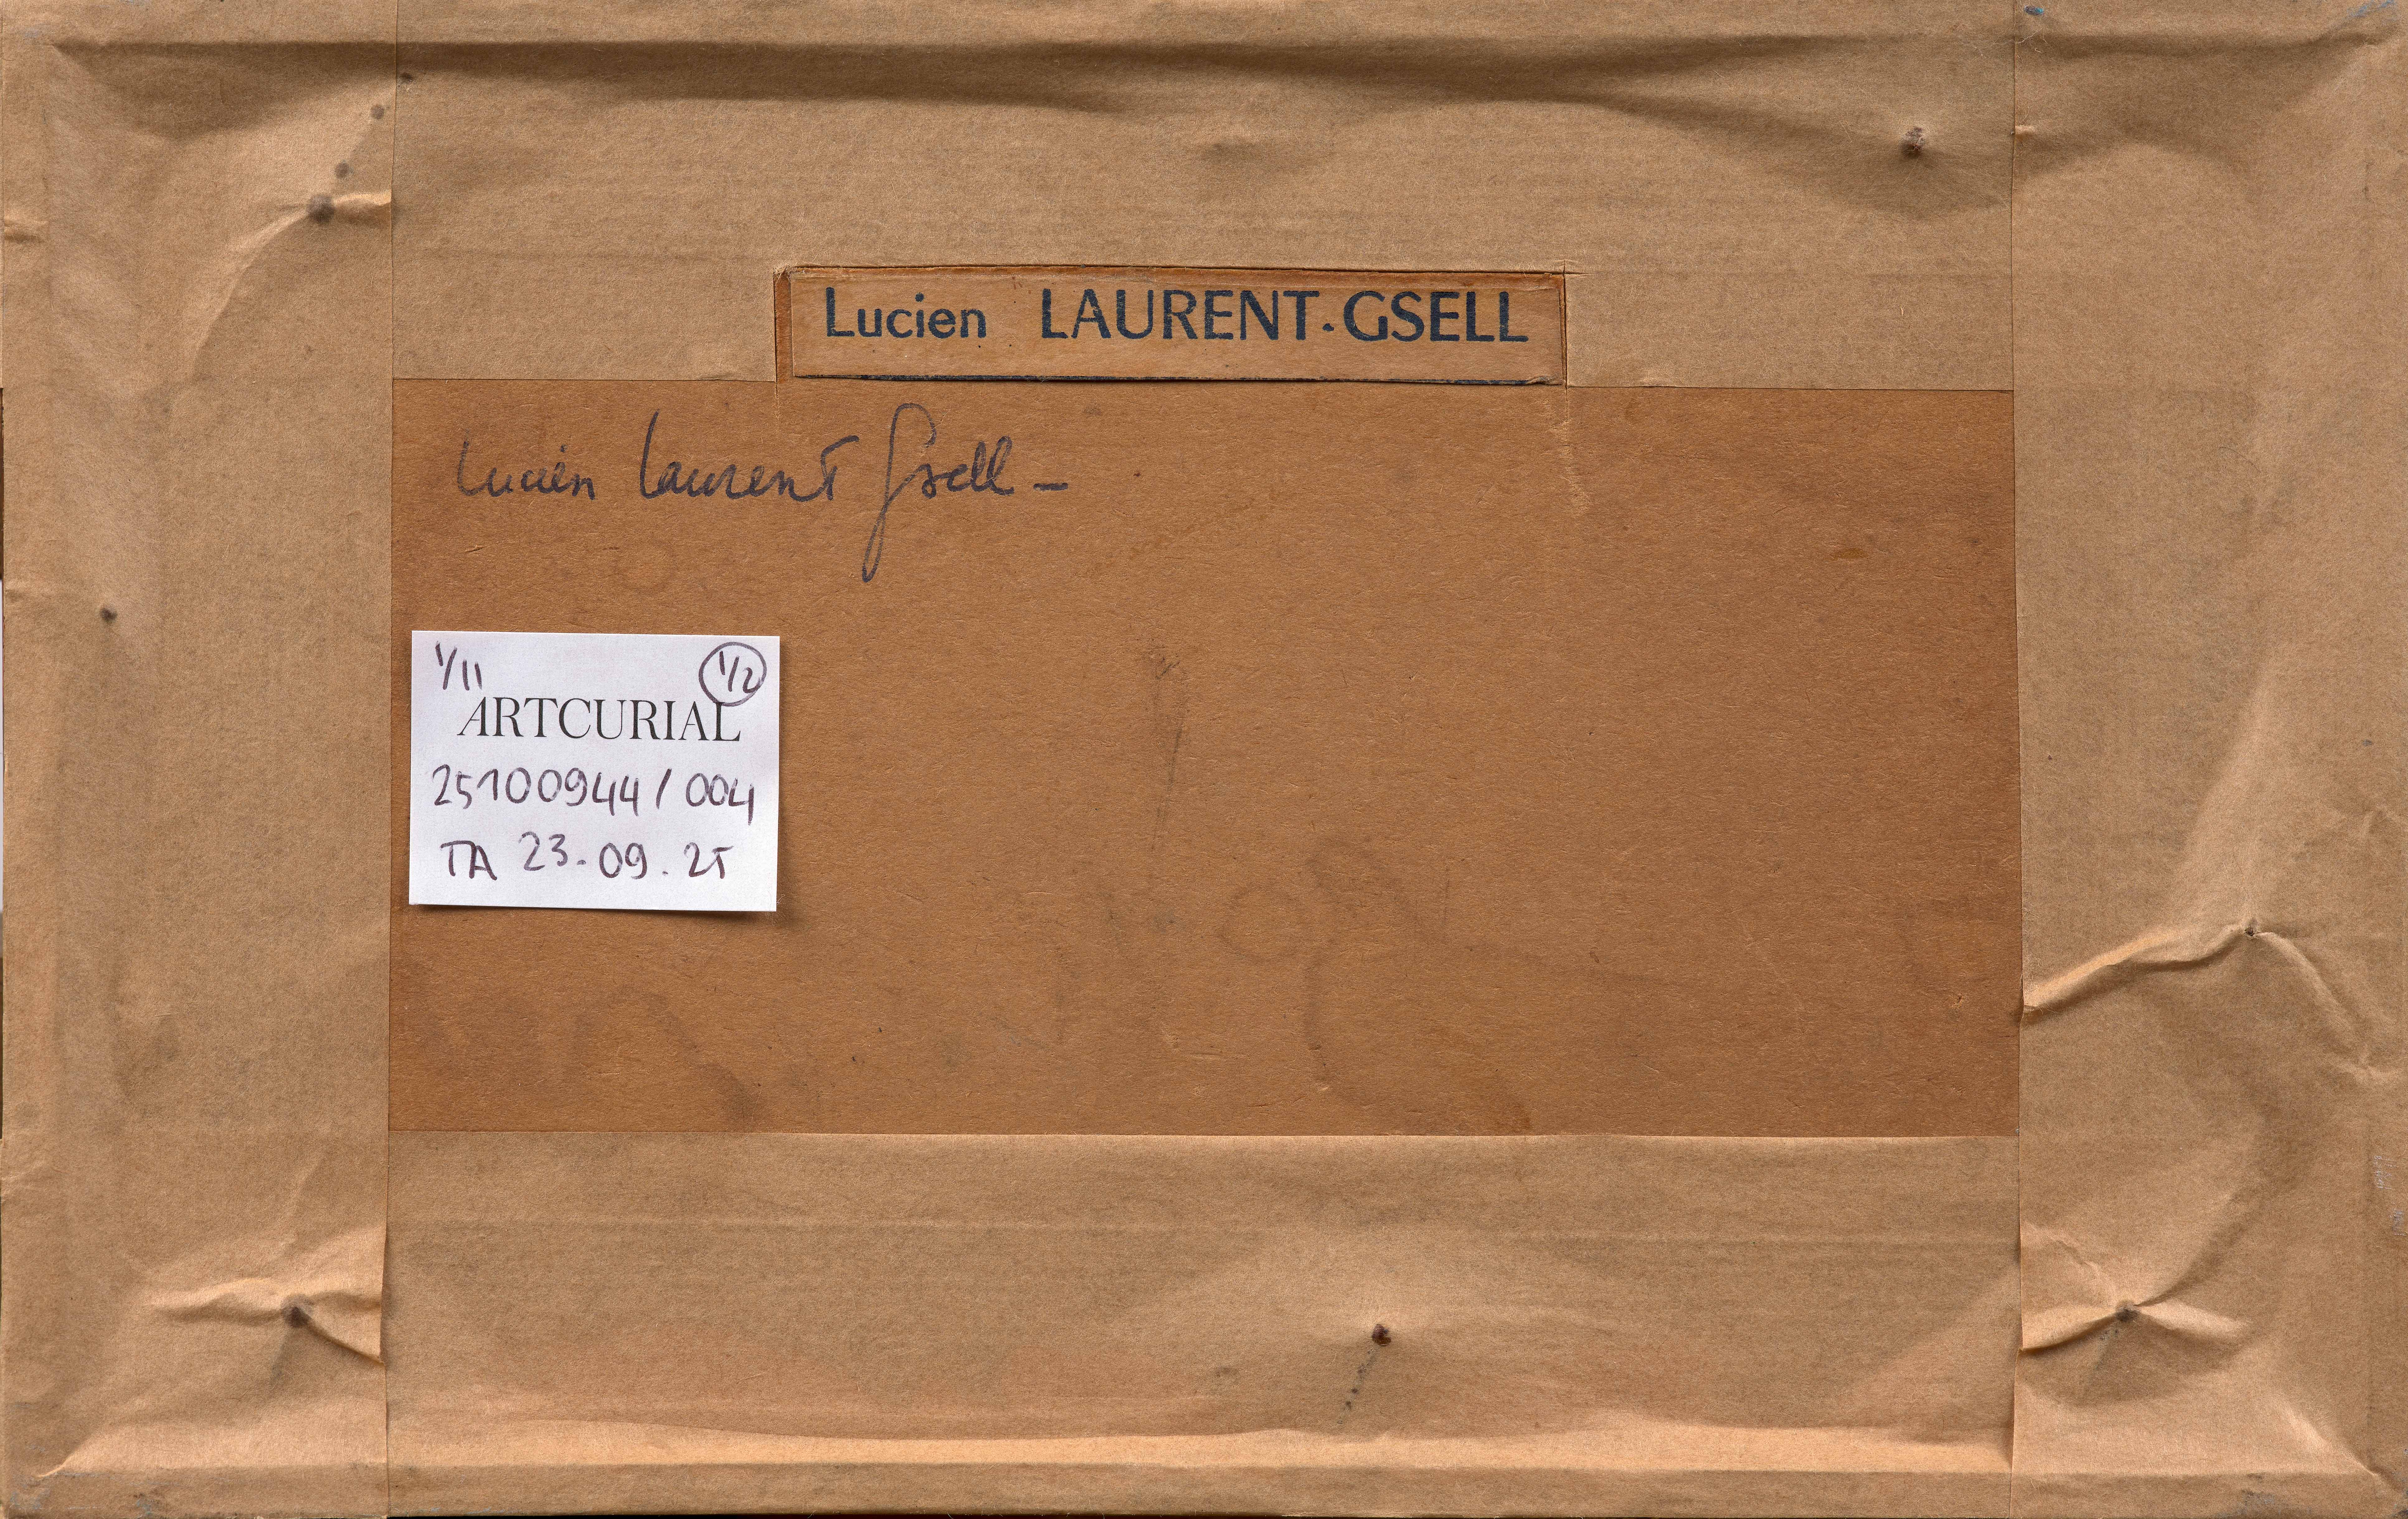 Lucien LAURENT-GSELL
Lucien Laurent Gsell –
1/11 1/2
ARTCURIAL
25100944/004
TA 23-09.25